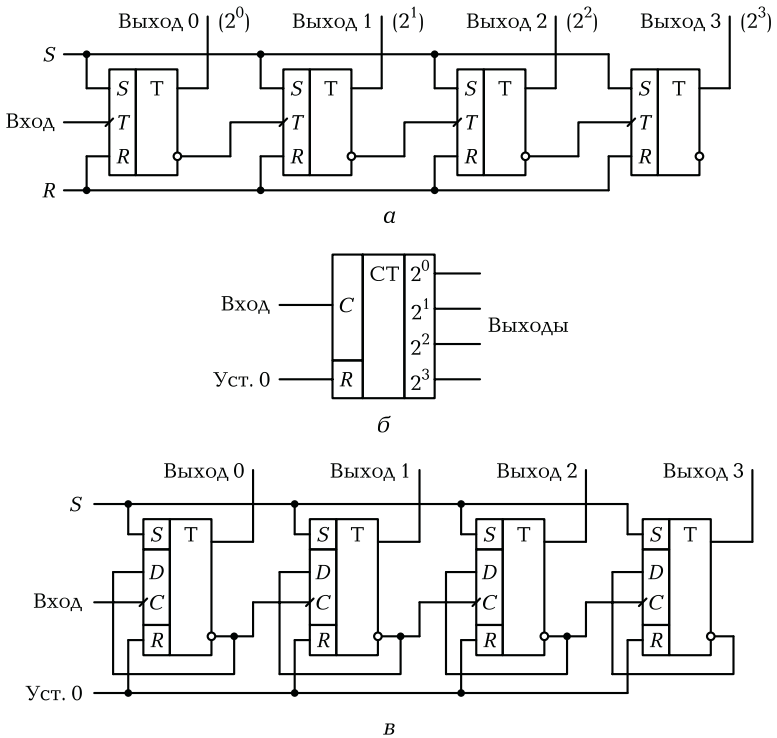 Выход 0 (2⁰) Выход 1 (2¹) Выход 2 (2²) Выход 3 (2³)
S
S T S T S T S T
Вход T T T T
R R R R
R
а
CT 2⁰
Вход C 2¹
Выходы
2²
Уст. 0 R 2³
б
Выход 0 Выход 1 Выход 2 Выход 3
S
S T S T S T S T
D D D D
Вход C C C C
R R R R
Уст. 0
в